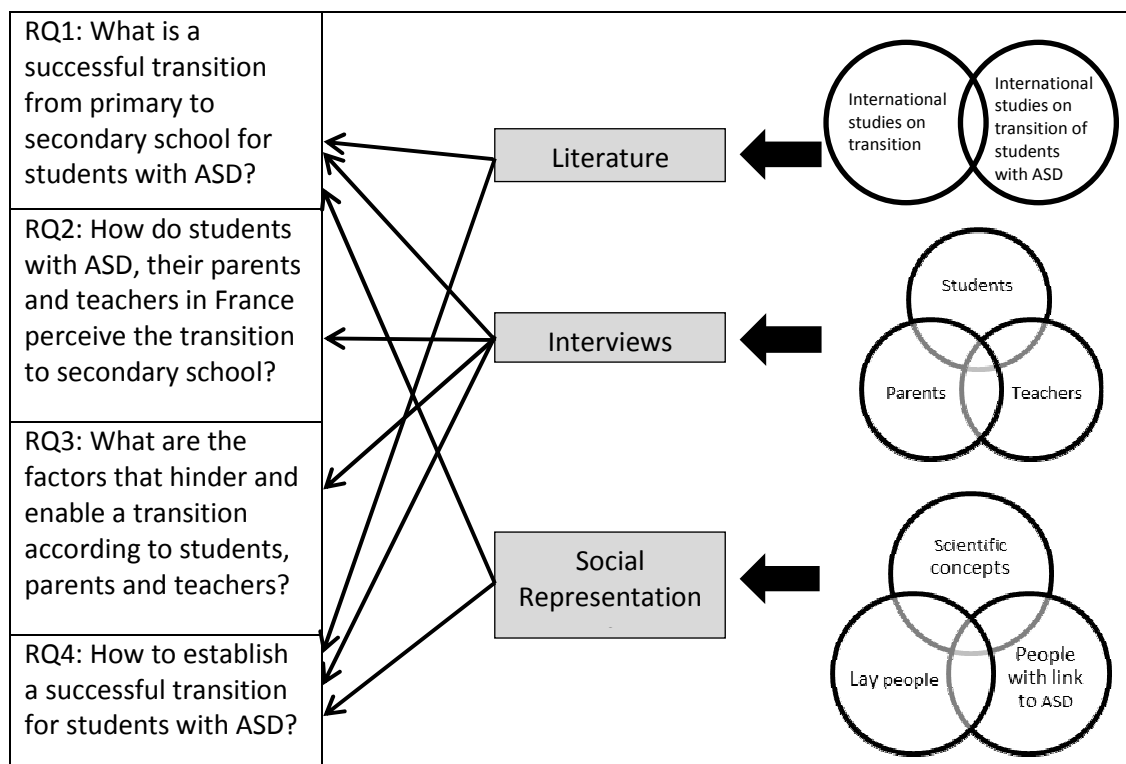 RQ1: What is a
successful transition
from primary to
secondary school for
students with ASD?
RQ2: How do students
with ASD, their parents
and teachers in France
perceive the transition
to secondary school?
RQ3: What are the
factors that hinder and
enable a transition
according to students,
parents and teachers?
RQ4: How to establish
a successful transition
for students with ASD?
Literature
Interviews
Social
Representation
International
studies on
transition
International
studies on
transition of
students
with ASD
Students
Parents
Teachers
Scientific
concepts
Lay people
People
with link
to ASD